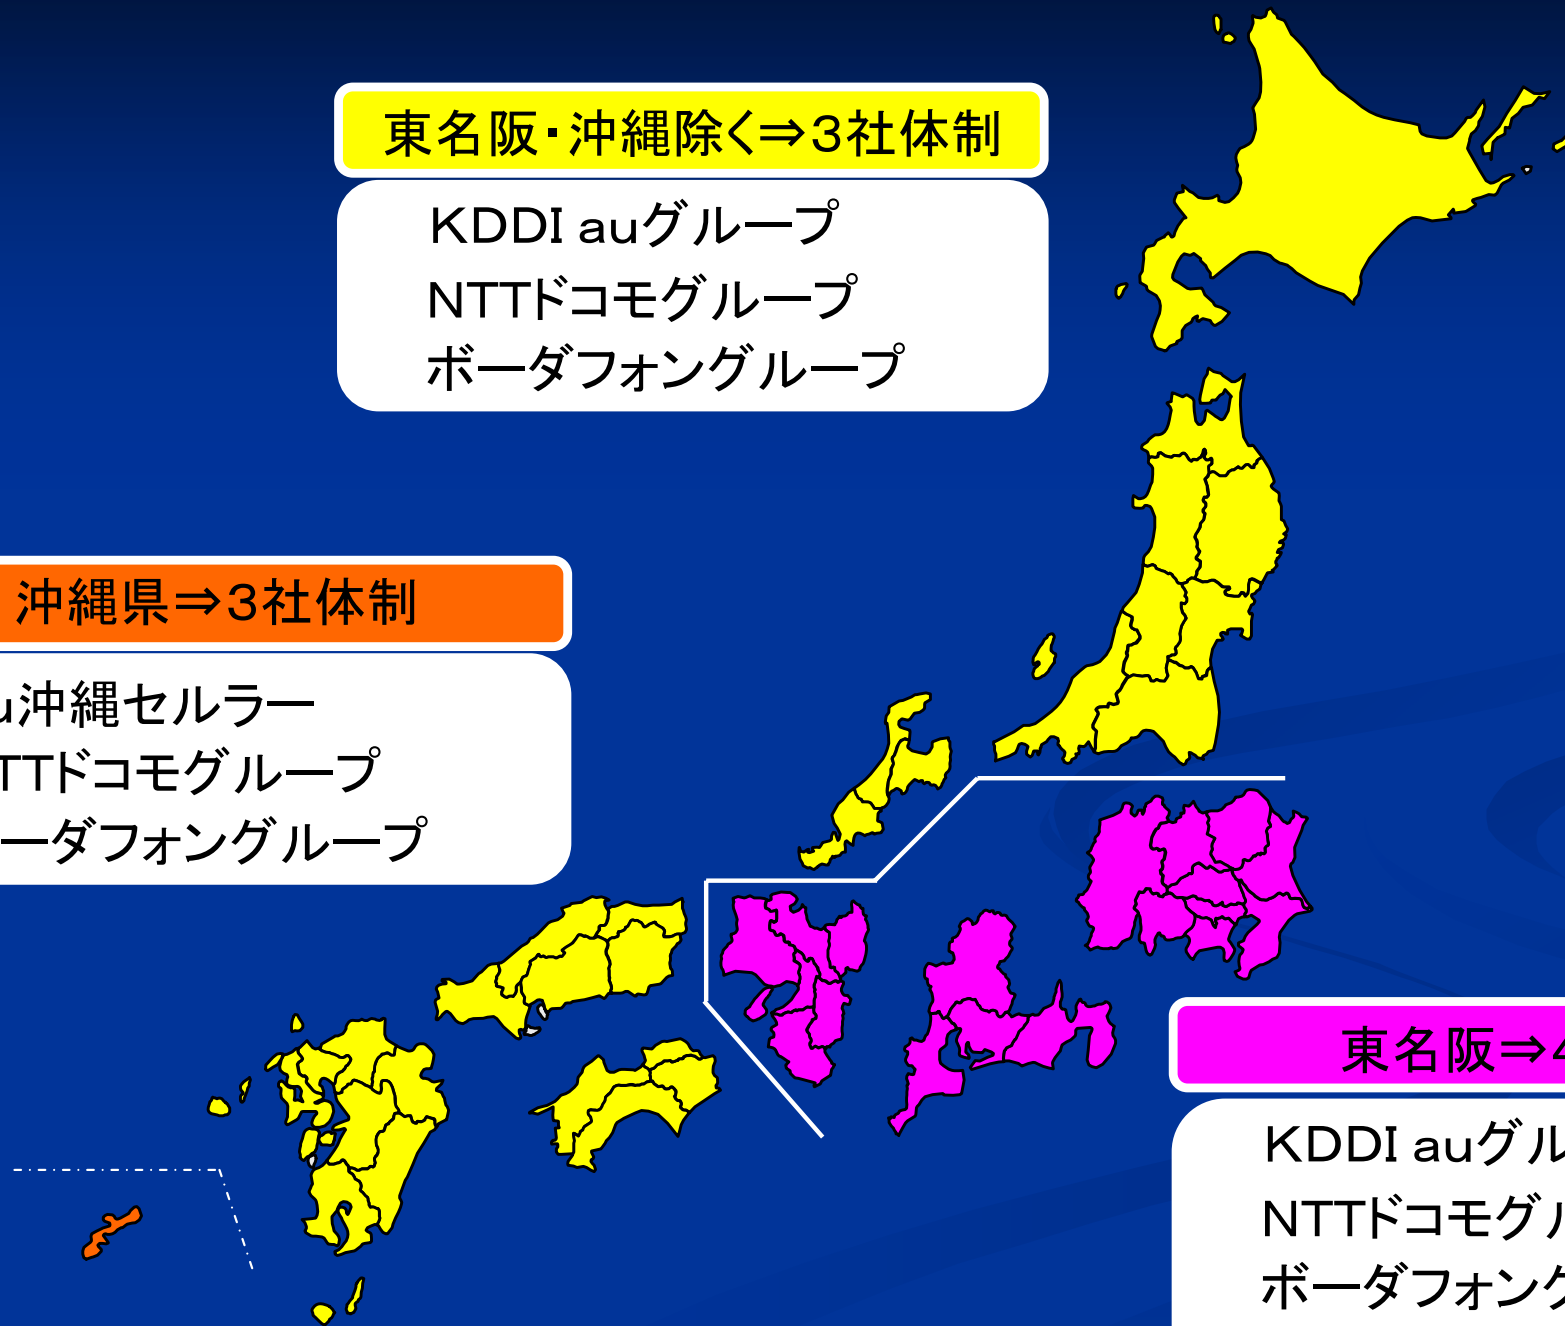 東名阪・沖縄除く⇒3社体制
KDDI auグループ
NTTドコモグループ
ボーダフォングループ
沖縄県⇒3社体制
u沖縄セルラー
TTドコモグループ
ーダフォングループ
東名阪⇒4
KDDI auグル
NTTドコモグル
ボーダフォング